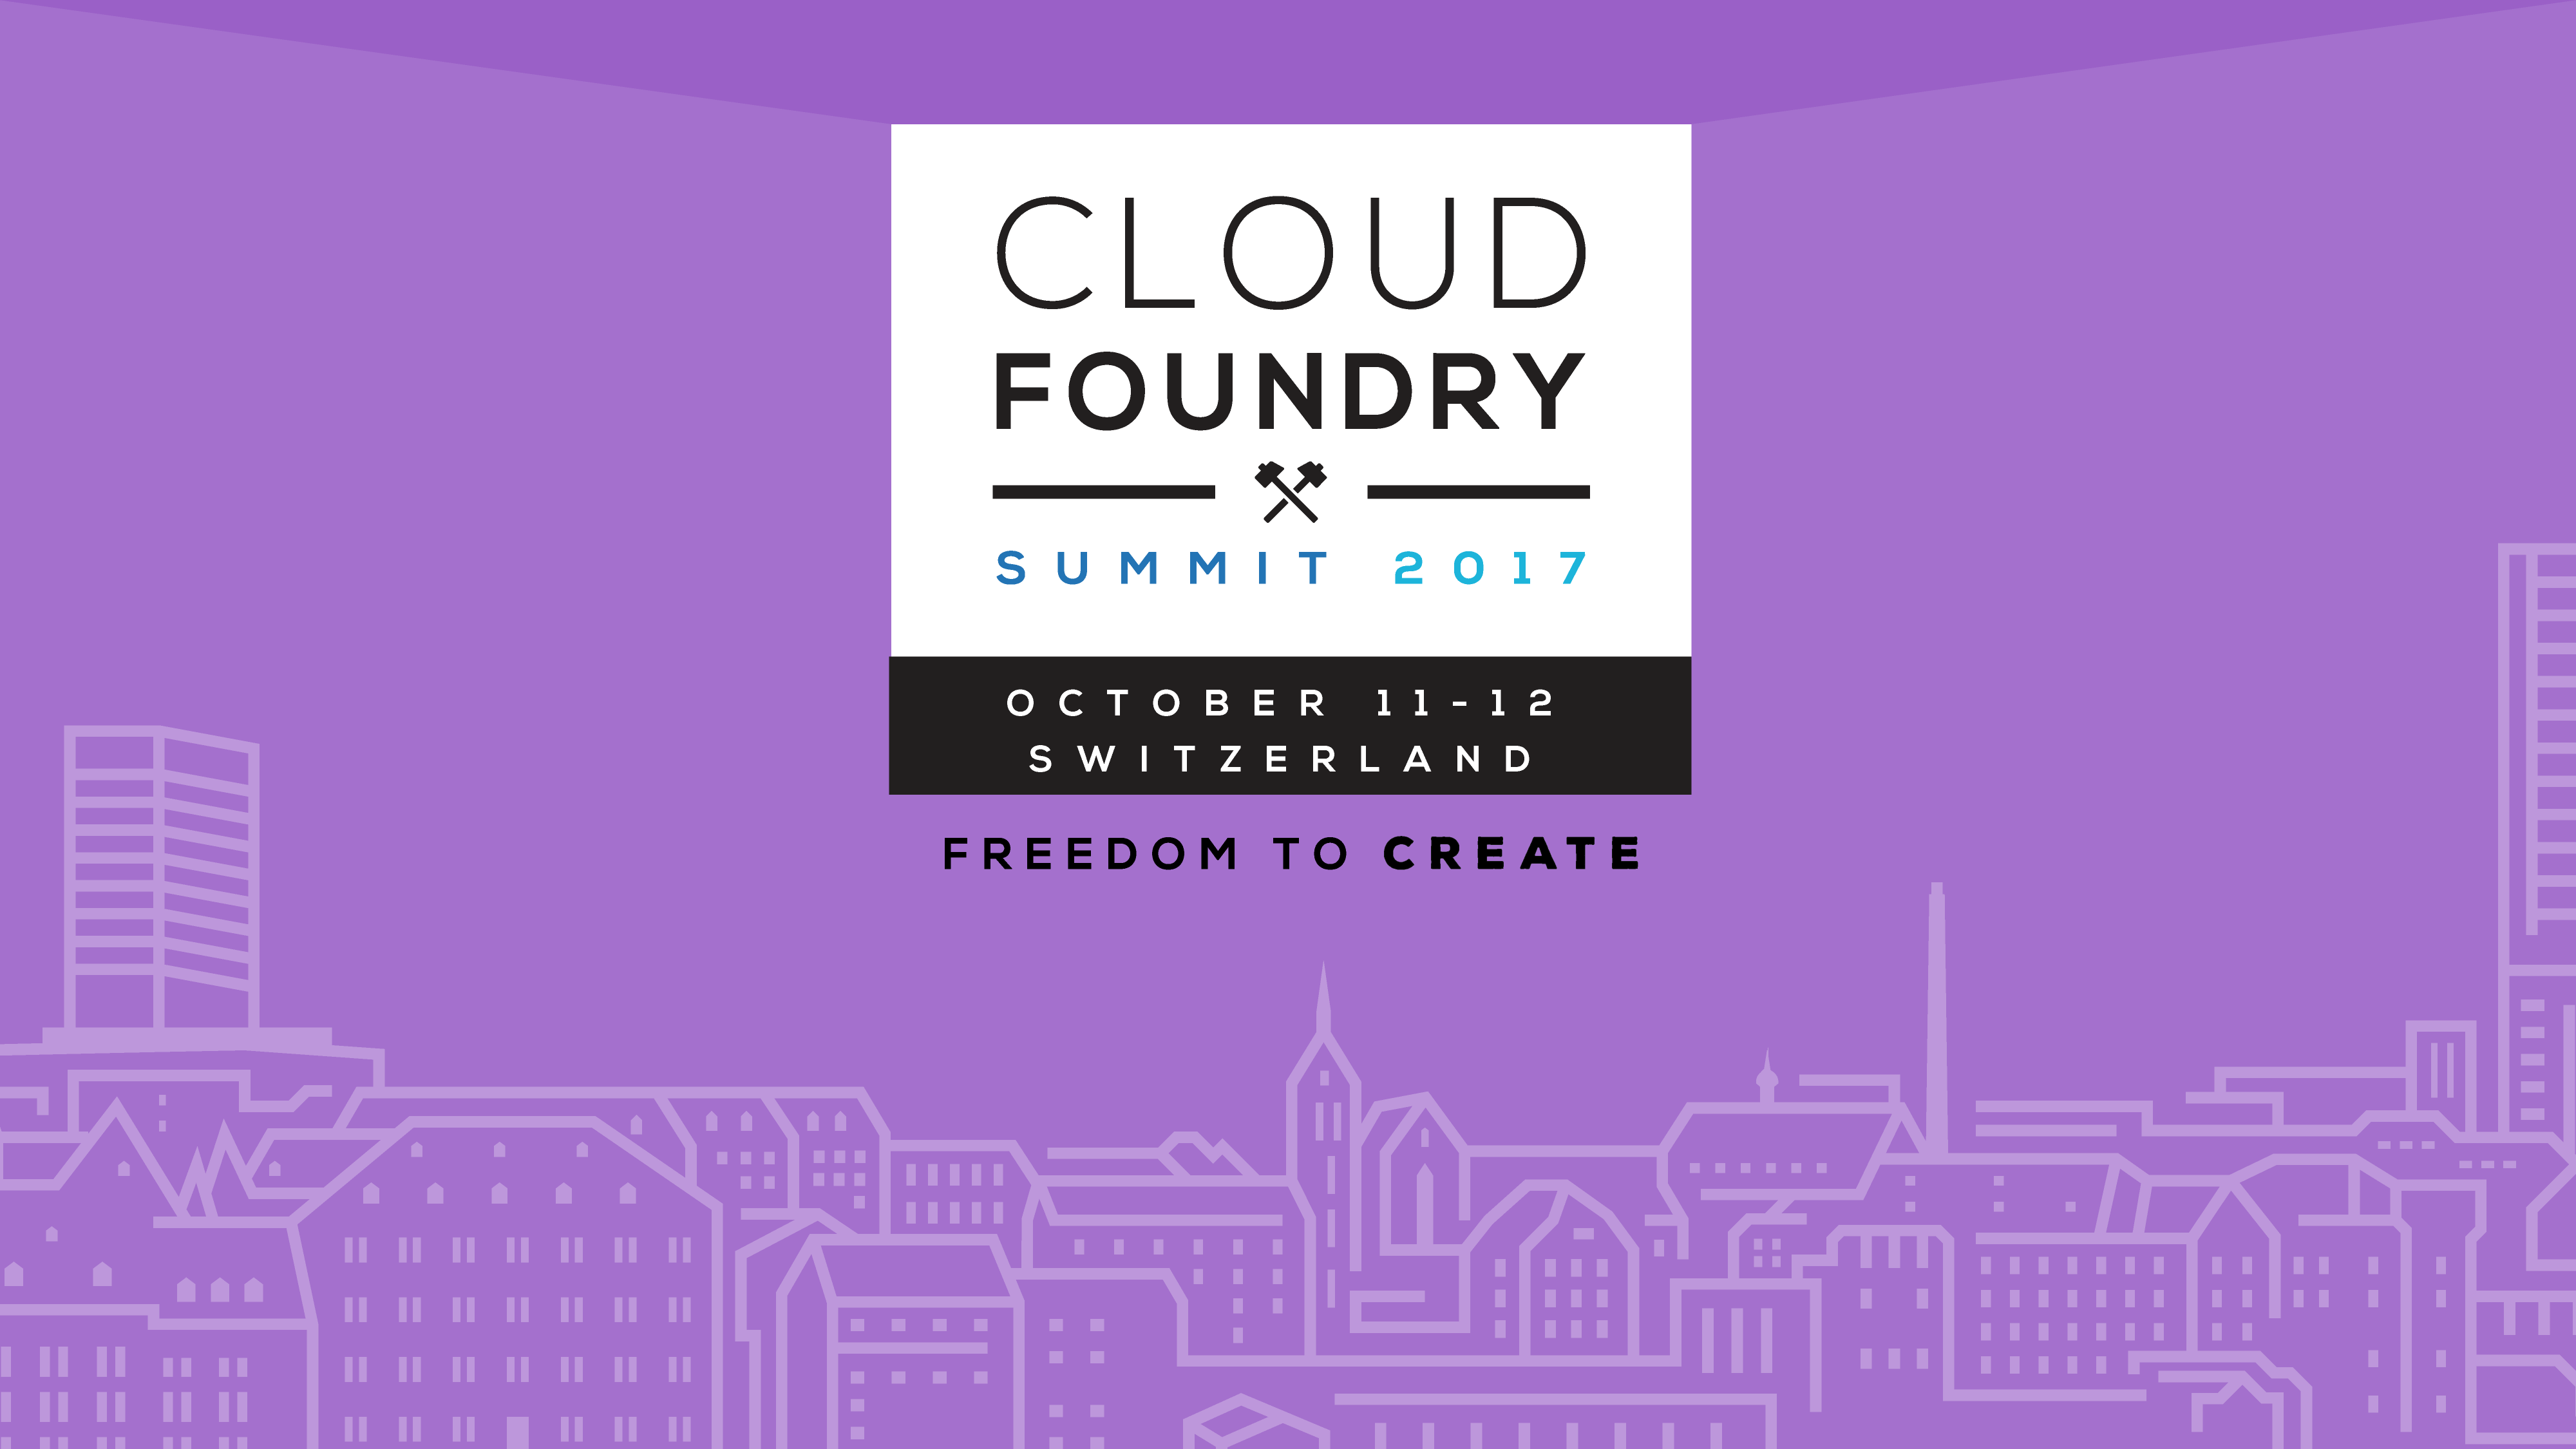 CLOUD
FOUNDRY
SUMMIT 2017
OCTOBER 11-12
SWITZERLAND
FREEDOM TO CREATE